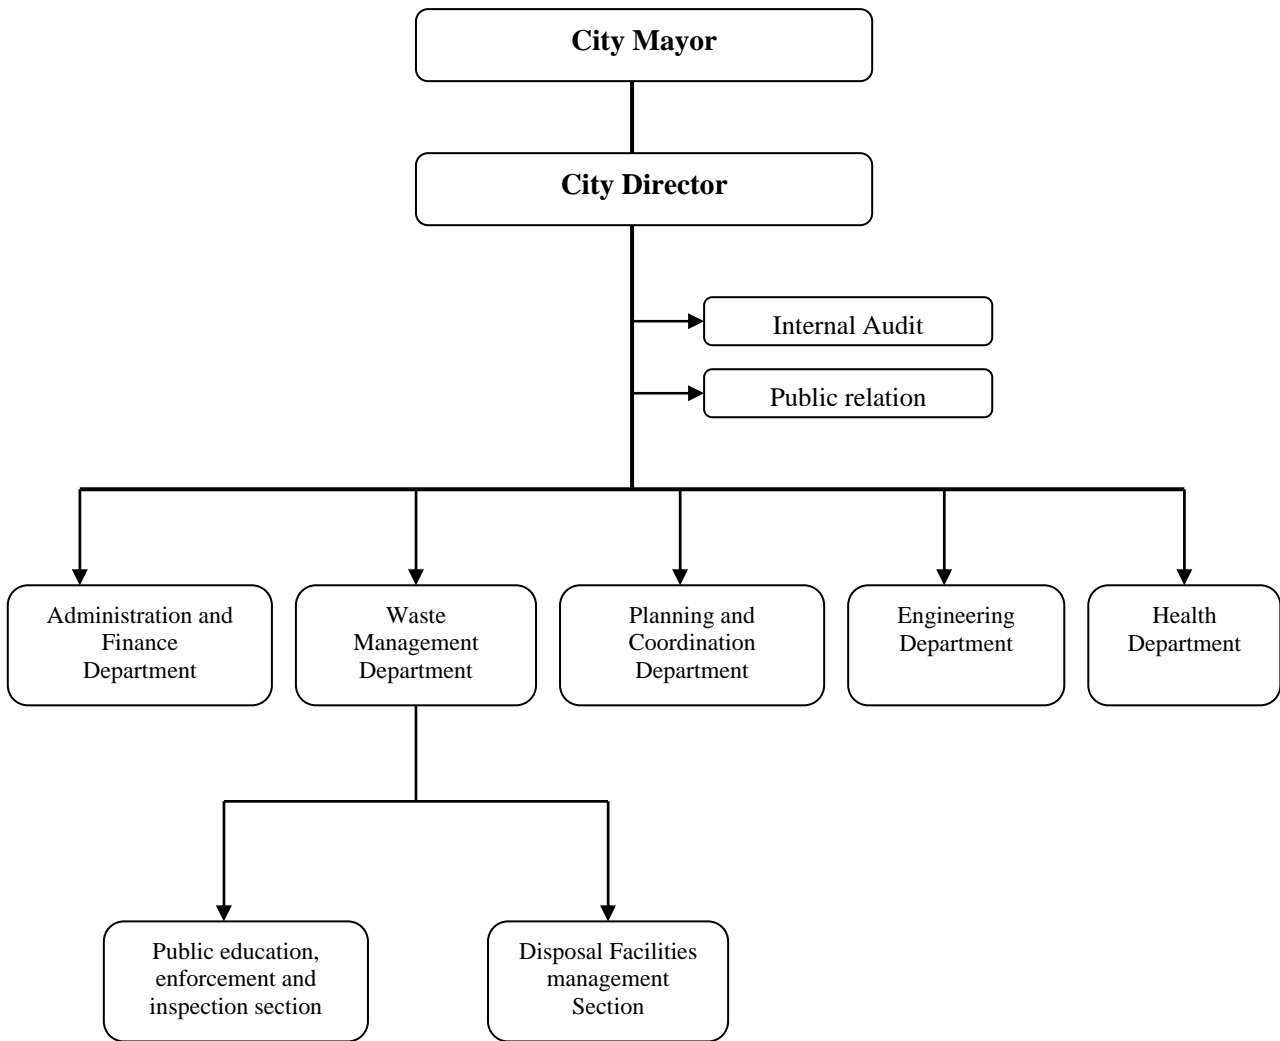 City Mayor
City Director
Internal Audit
Public relation
Administration and
Finance
Department
Waste
Management
Department
Planning and
Coordination
Department
Engineering
Department
Health
Department
Public education,
enforcement and
inspection section
Disposal Facilities
management
Section